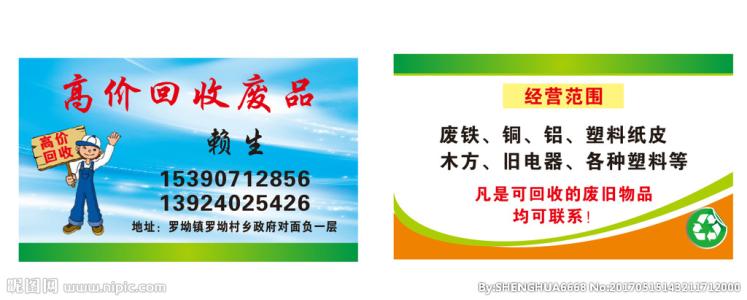 高价回收废品
赖生
高价
回收
15390712856
13924025426
地址：罗坳镇罗坳村乡政府对面负一层
经营范围
废铁、铜、铝、塑料纸皮
木方、旧电器、各种塑料等
凡是可回收的废旧物品
均可联系！
昵图网 www.nipic.com
By:SHENGHUA6668 No:20170515143211712000